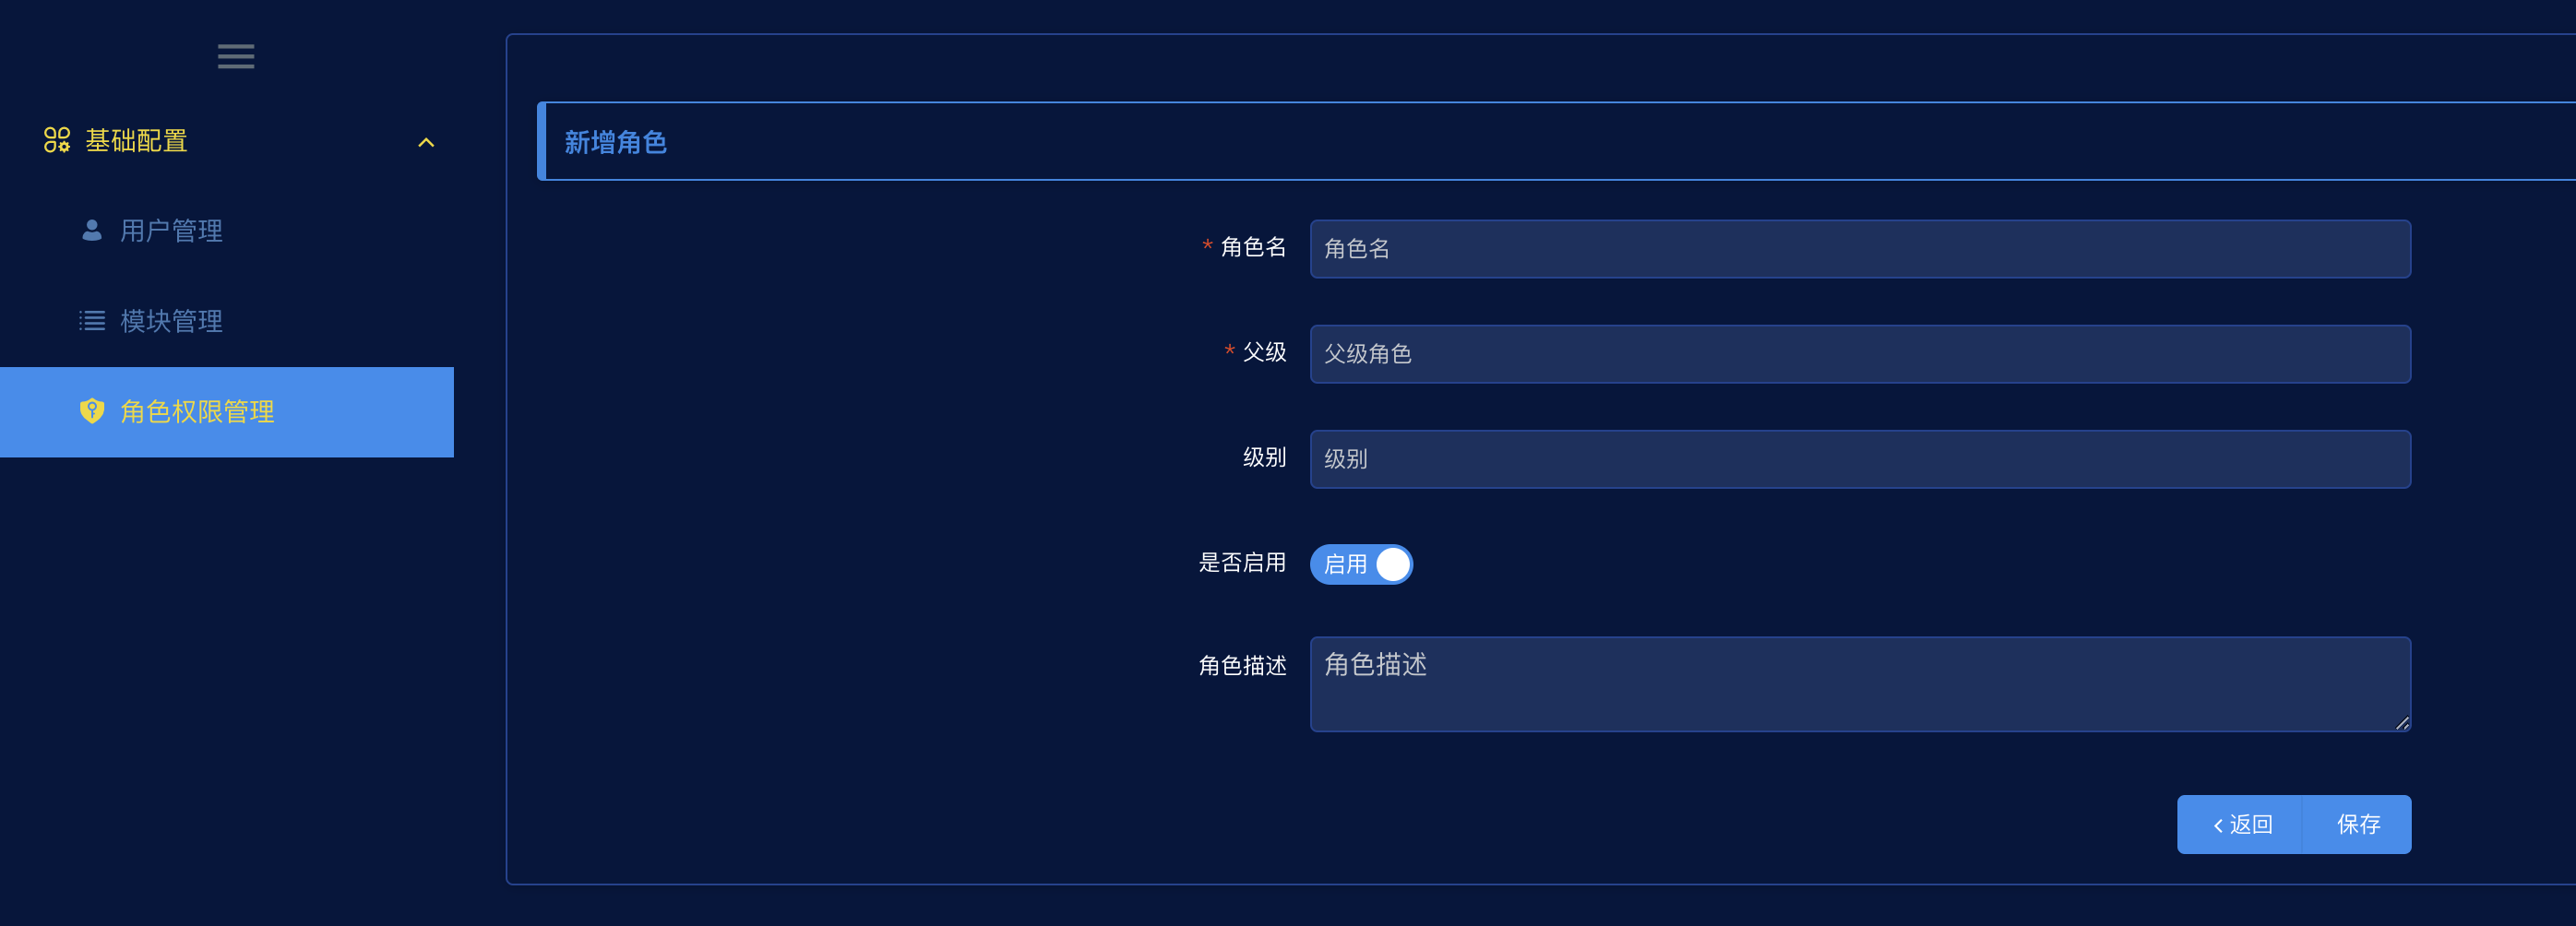 基础配置
用户管理
模块管理
角色权限管理
新增角色
* 角色名
角色名
* 父级
父级角色
级别
级别
是否启用
启用
角色描述
角色描述
返回
保存